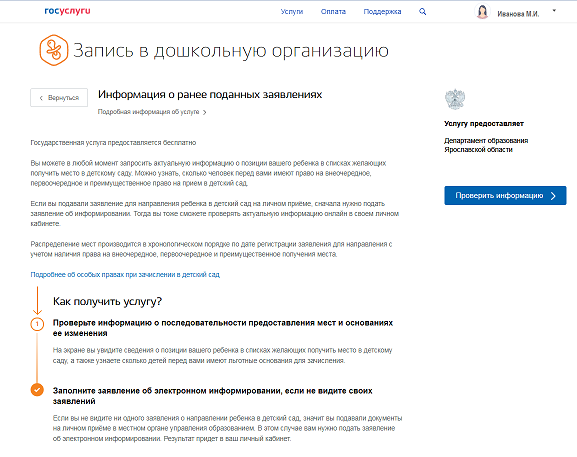 госуслуги
Услуги Оплата Поддержка Иванова М.И.
Запись в дошкольную организацию
Вернуться
Информация о ранее поданных заявлениях
Подробная информация об услуге
Услугу предоставляет
Департамент образования
Ярославской области
Проверить информацию
Государственная услуга предоставляется бесплатно
Вы можете в любой момент запросить актуальную информацию о позиции вашего ребенка в списках желающих
получить место в детскому саду. Можно узнать, сколько человек перед вами имеют право на внеочередное,
первоочередное и преимущественное право на прием в детский сад.
Если вы подавали заявление для направления ребенка в детский сад на личном приёме, сначала нужно подать
заявление об информировании. Тогда вы тоже сможете проверять актуальную информацию онлайн в своем личном
кабинете.
Распределение мест производится в хронологическом порядке по дате регистрации заявления для направления с
учетом наличия права на внеочередное, первоочередное и преимущественное получения места.
Подробнее об особых правах при зачислении в детский сад
Как получить услугу?
1
Проверьте информацию о последовательности предоставления мест и основаниях
ее изменения
На экране вы увидите сведения о позиции вашего ребенка в списках желающих получить место в детскому
саду, а также узнаете сколько детей перед вами имеют льготные основания для зачисления.
Заполните заявление об электронном информировании, если не видите своих
заявлений
Если вы не видите ни одного заявления о направлении ребенка в детский сад, значит вы подавали документы
на личном приёме в местном органе управления образованием. В этом случае вам нужно подать заявление
об электронном информировании. Результат придет в ваш личный кабинет.